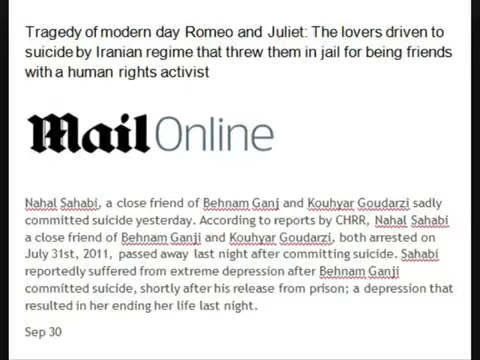 Tragedy of modern day Romeo and Juliet: The lovers driven to
suicide by Iranian regime that threw them in jail for being friends
with a human rights activist
Mail Online
Nahal Sahabi, a close friend of Behnam Ganj and Kouhyar Goudarzi sadly
committed suicide yesterday. According to reports by CHRR, Nahal Sahabi
a close friend of Behnam Ganji and Kouhyar Goudarzi, both arrested on
July 31st, 2011, passed away last night after committing suicide. Sahabi
reportedly suffered from extreme depression after Behnam Ganji
committed suicide, shortly after his release from prison; a depression that
resulted in her ending her life last night.
Sep 30